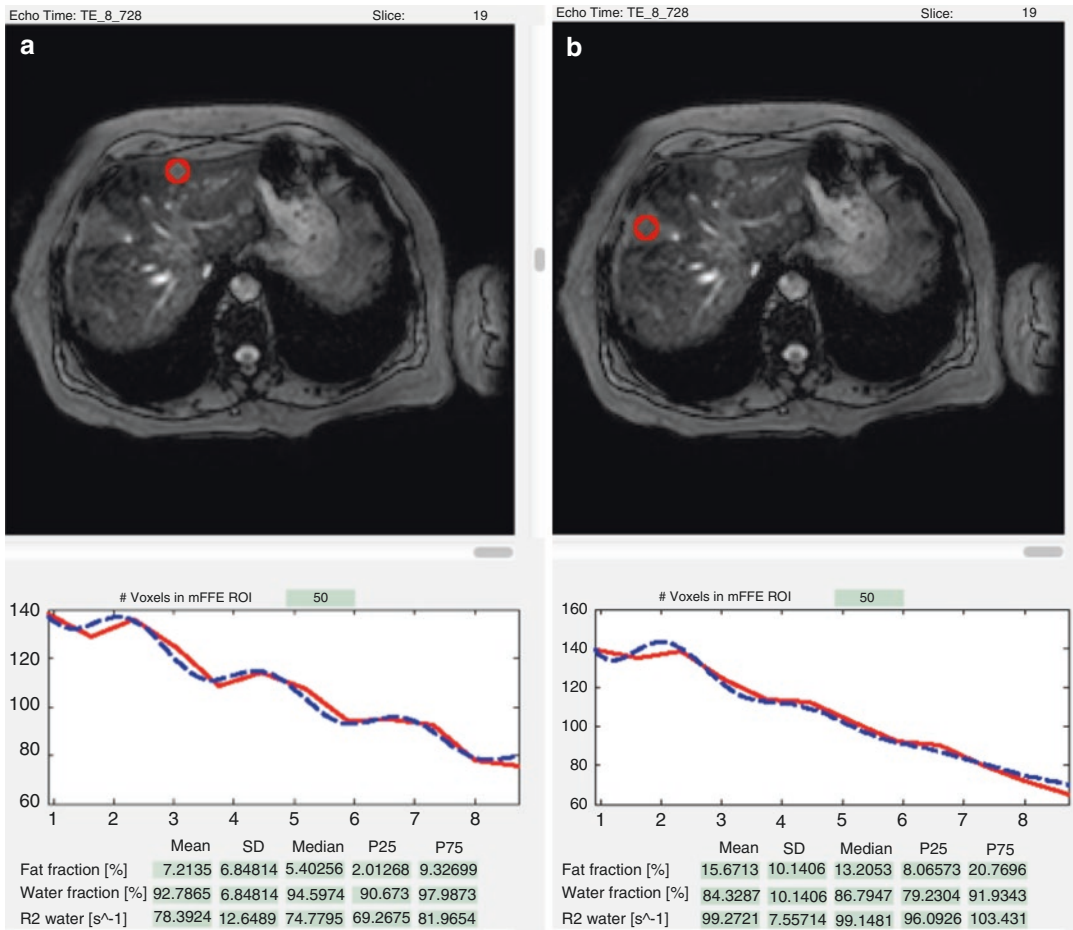 Echo Time: TE_8_728 Slice: 19
a
# Voxels in mFFE ROI 50
140
120
100
80
60
1 2 3 4 5 6 7 8
Mean SD Median P25 P75
Fat fraction [%] 7.2135 6.84814 5.40256 2.01268 9.32699
Water fraction [%] 92.7865 6.84814 94.5974 90.673 97.9873
R2 water [s^-1] 78.3924 12.6489 74.7795 69.2675 81.9654
Echo Time: TE_8_728 Slice: 19
b
# Voxels in mFFE ROI 50
160
140
120
100
80
60
1 2 3 4 5 6 7 8
Mean SD Median P25 P75
Fat fraction [%] 15.6713 10.1406 13.2053 8.06573 20.7696
Water fraction [%] 84.3287 10.1406 86.7947 79.2304 91.9343
R2 water [s^-1] 99.2721 7.55714 99.1481 96.0926 103.431